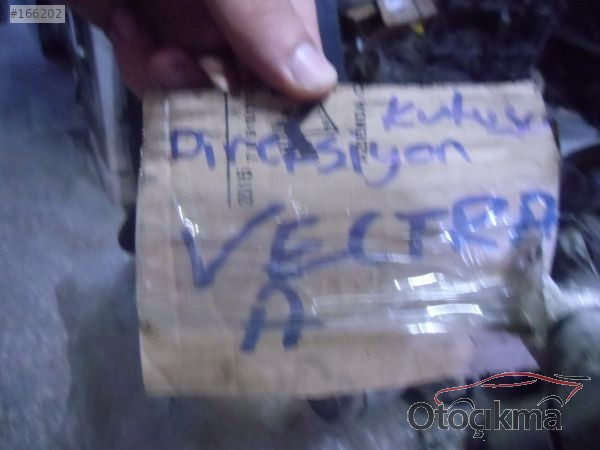 #166202
Direksiyon Kutusu
VECTRA
A
Otoçıkma